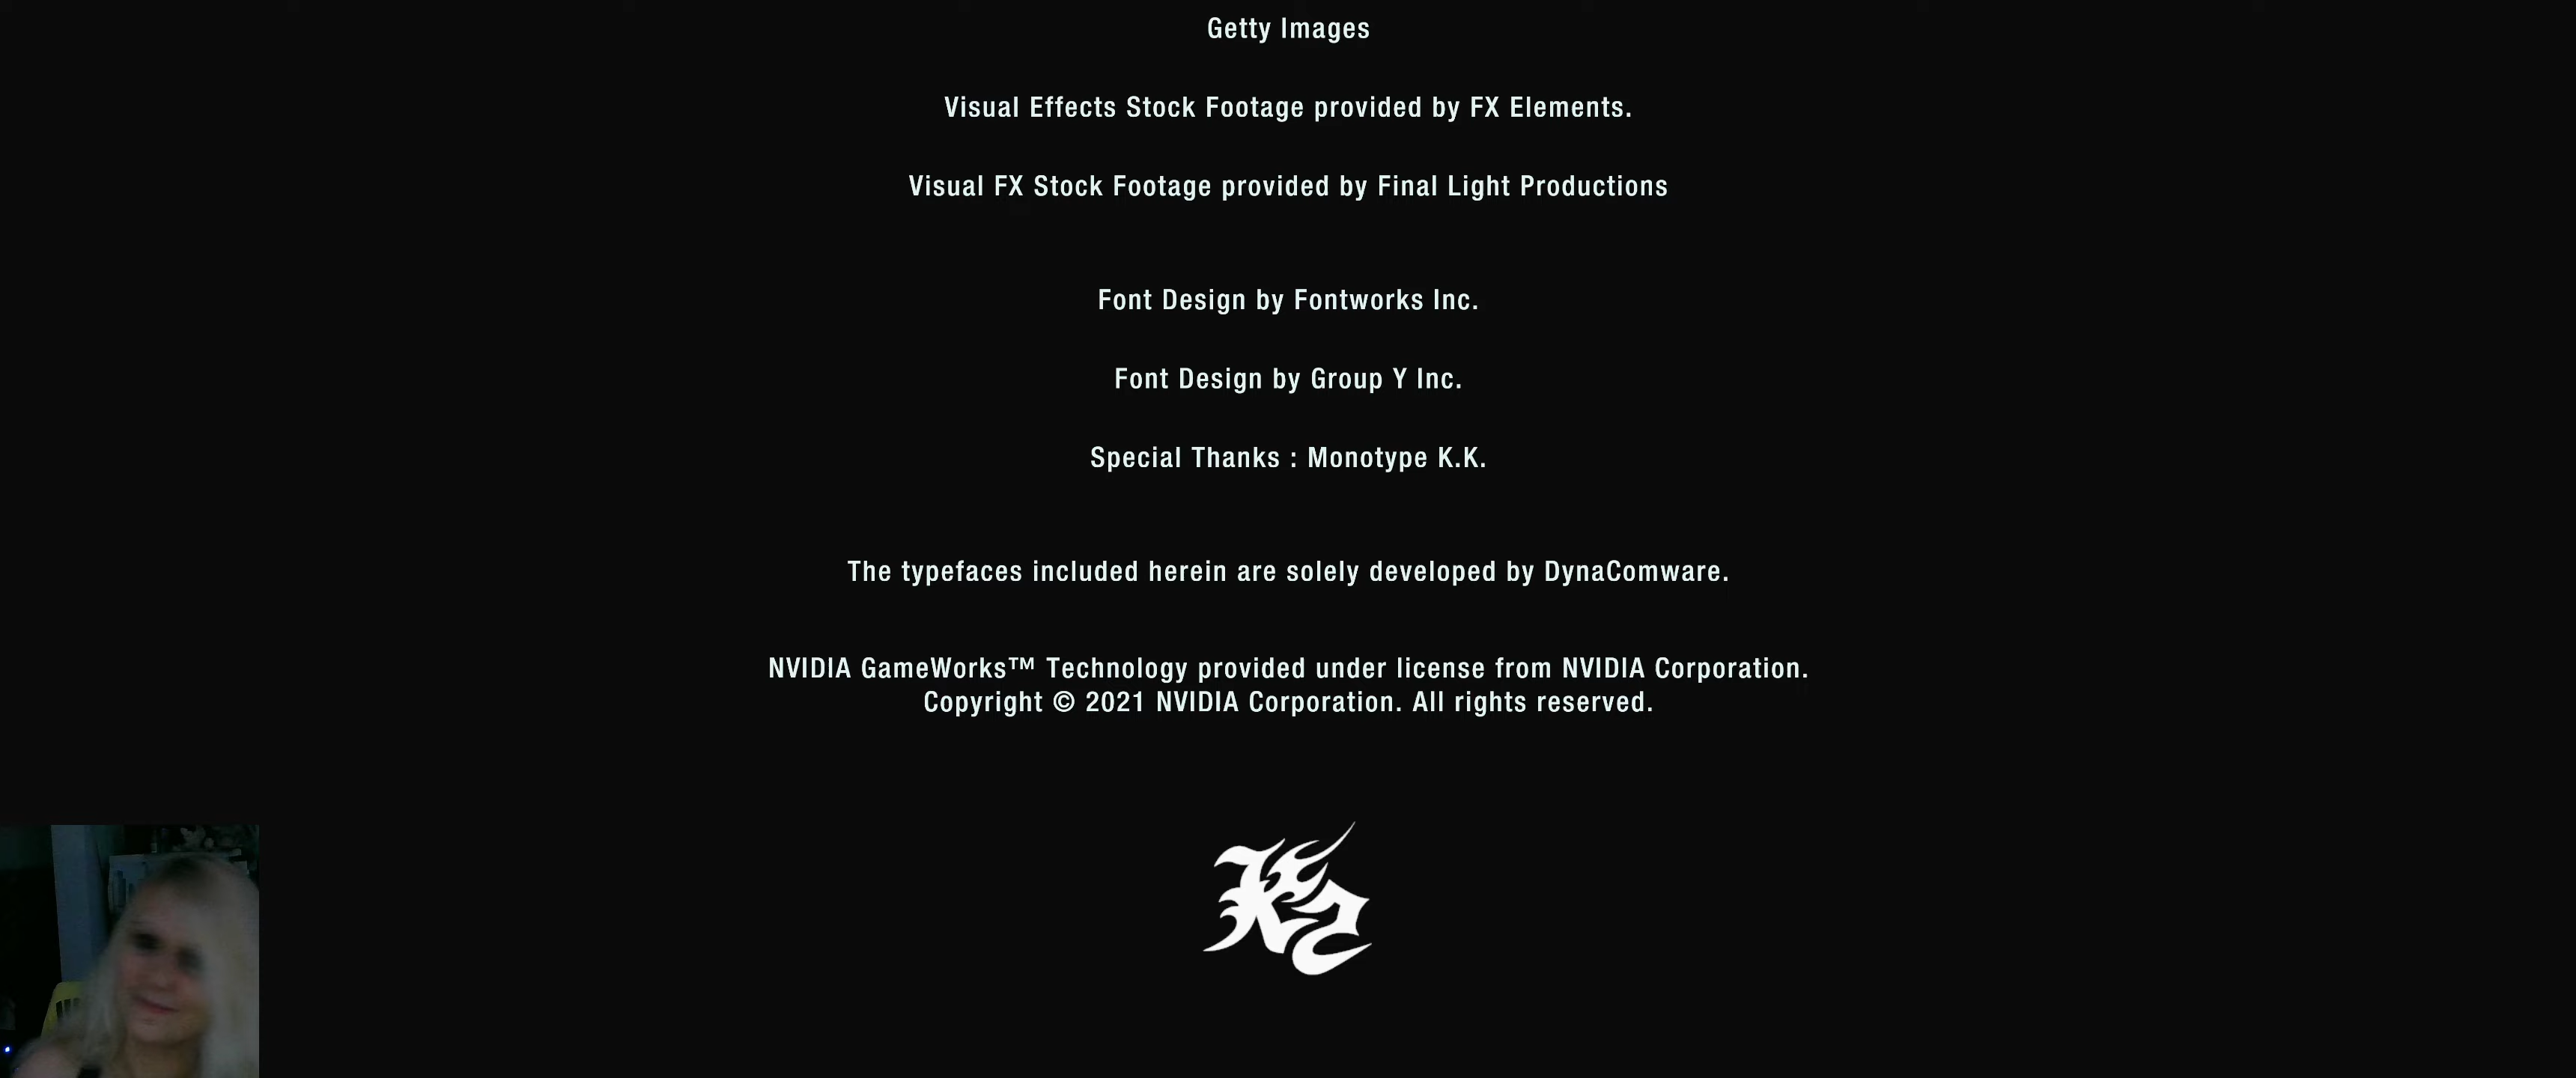 Getty Images
Visual Effects Stock Footage provided by FX Elements.
Visual FX Stock Footage provided by Final Light Productions
Font Design by Fontworks Inc.
Font Design by Group Y Inc.
Special Thanks : Monotype K.K.
The typefaces included herein are solely developed by DynaComware.
NVIDIA GameWorks™ Technology provided under license from NVIDIA Corporation.
Copyright © 2021 NVIDIA Corporation. All rights reserved.